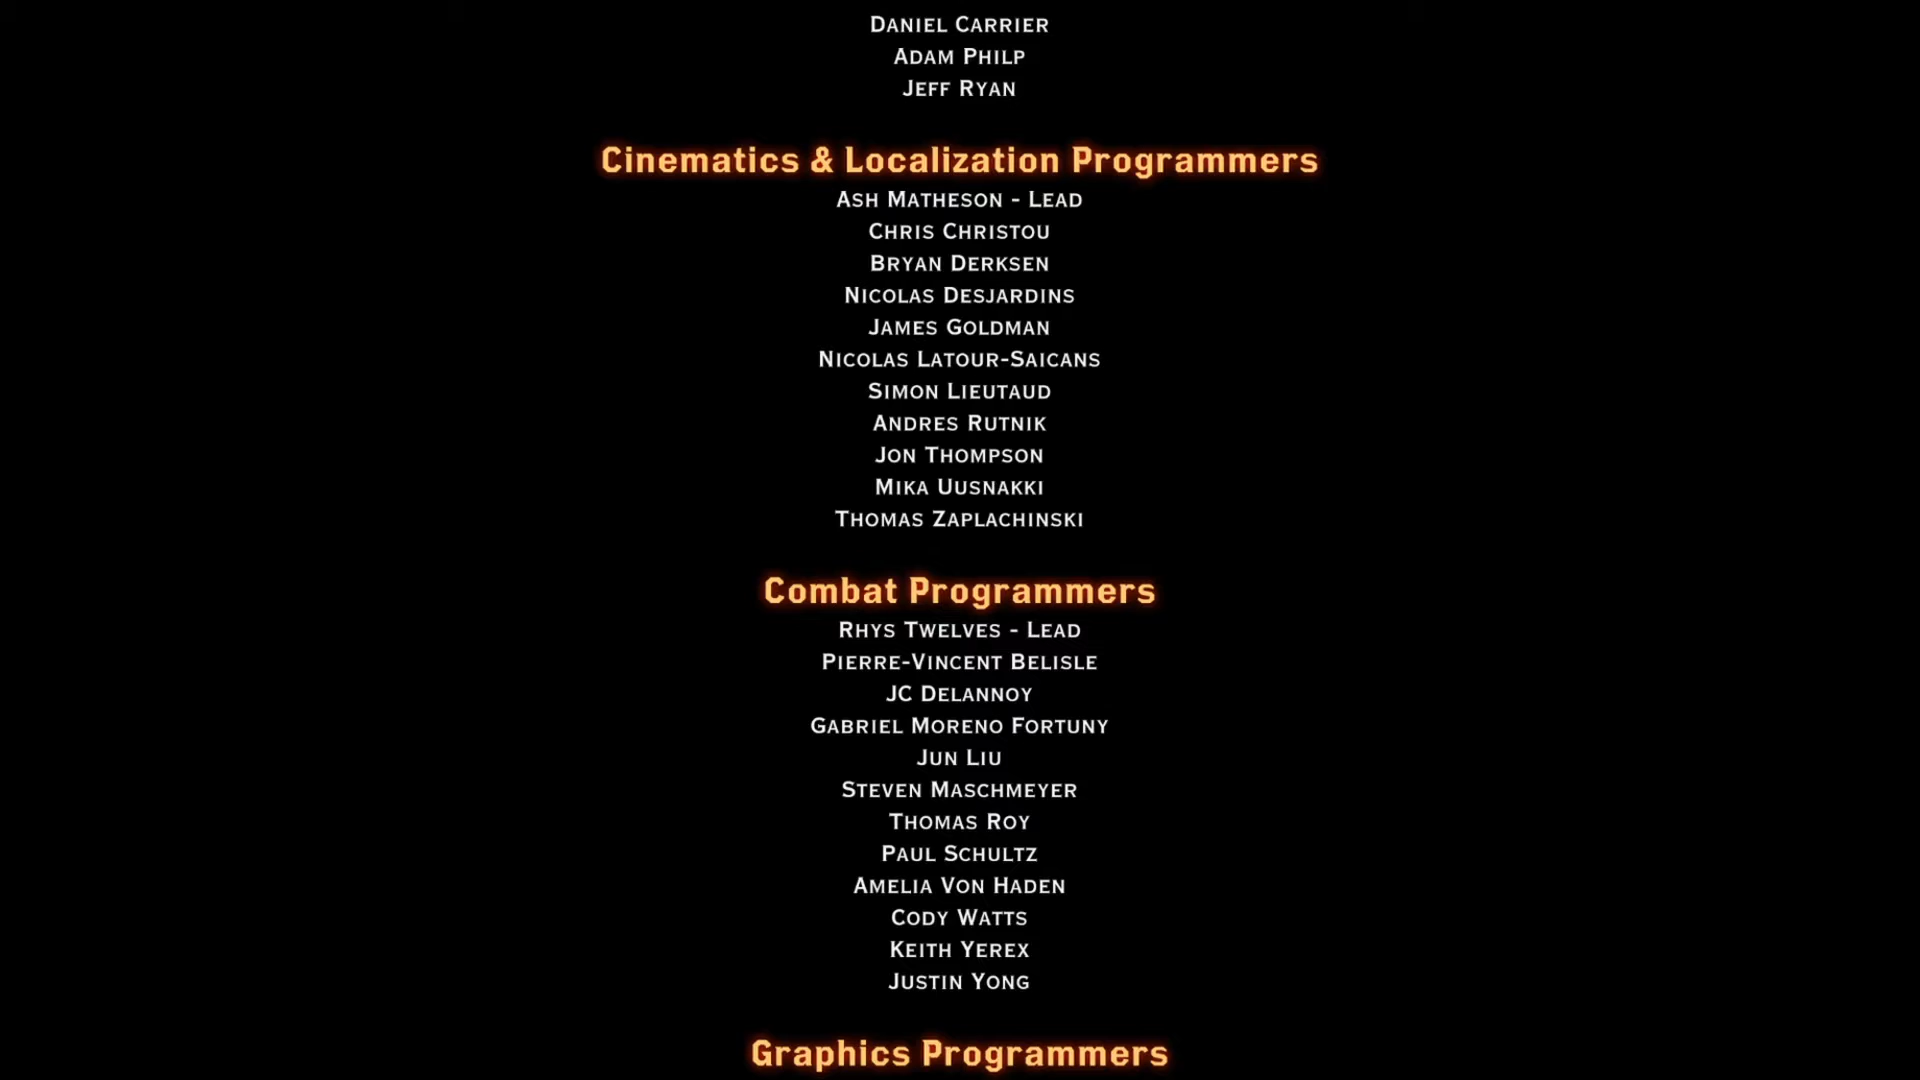 Daniel Carrier
Adam Philp
Jeff Ryan
Cinematics & Localization Programmers
Ash Matheson - Lead
Chris Christou
Bryan Derksen
Nicolas Desjardins
James Goldman
Nicolas Latour-Saicans
Simon Lieutaud
Andres Rutnik
Jon Thompson
Mika Uusnakki
Thomas Zaplachinski
Combat Programmers
Rhys Twelves - Lead
Pierre-Vincent Belisle
JC Delannoy
Gabriel Moreno Fortuny
Jun Liu
Steven Maschmeyer
Thomas Roy
Paul Schultz
Amelia Von Haden
Cody Watts
Keith Yerex
Justin Yong
Graphics Programmers